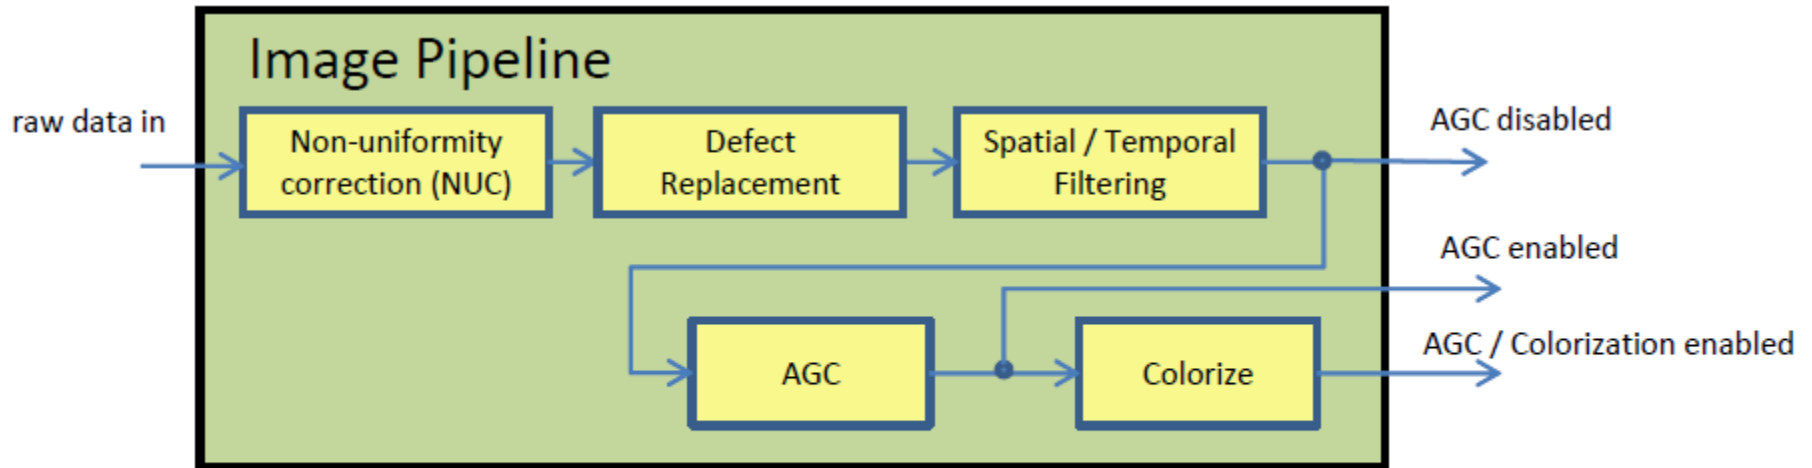 Image Pipeline
raw data in
Non-uniformity
correction (NUC)
Defect
Replacement
Spatial / Temporal
Filtering
AGC disabled
AGC enabled
AGC
Colorize
AGC / Colorization enabled